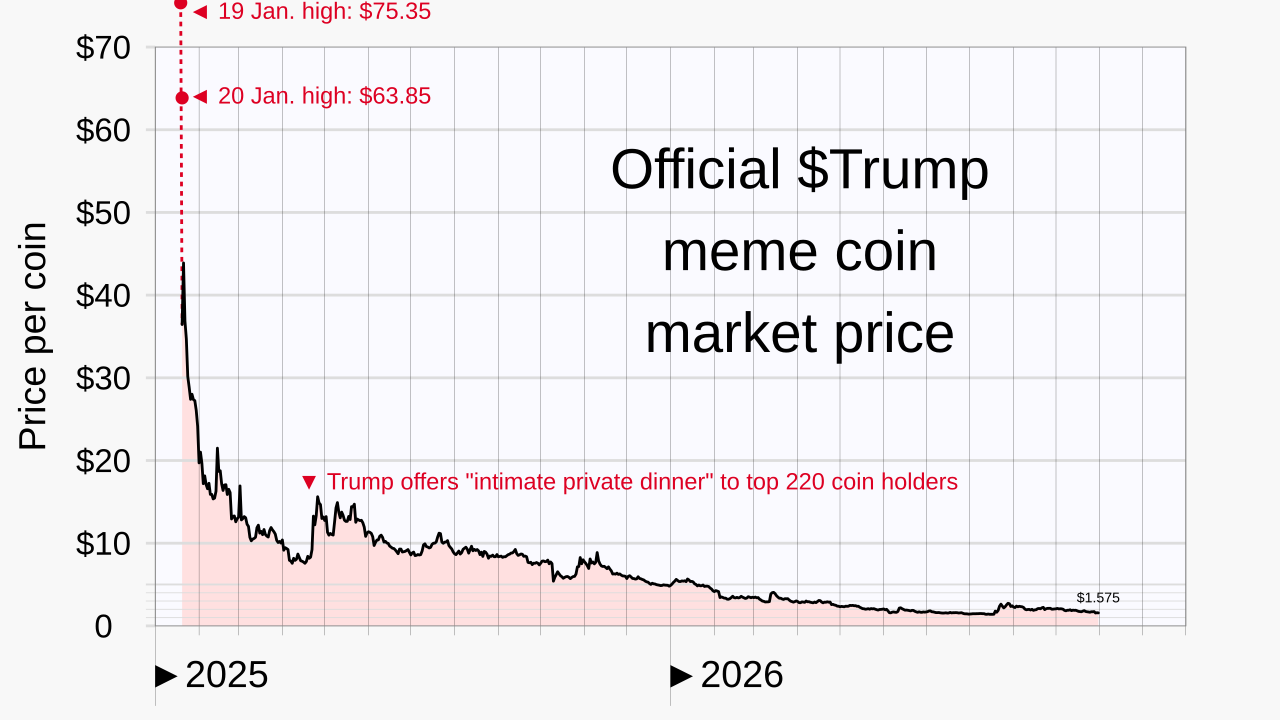 ◄ 19 Jan. high: $75.35
$70
◄ 20 Jan. high: $63.85
$60
Official $Trump
meme coin
market price
$50
$40
$30
$20
$10
0
Price per coin
▼ Trump offers "intimate private dinner" to top 220 coin holders
$1.575
► 2025
► 2026